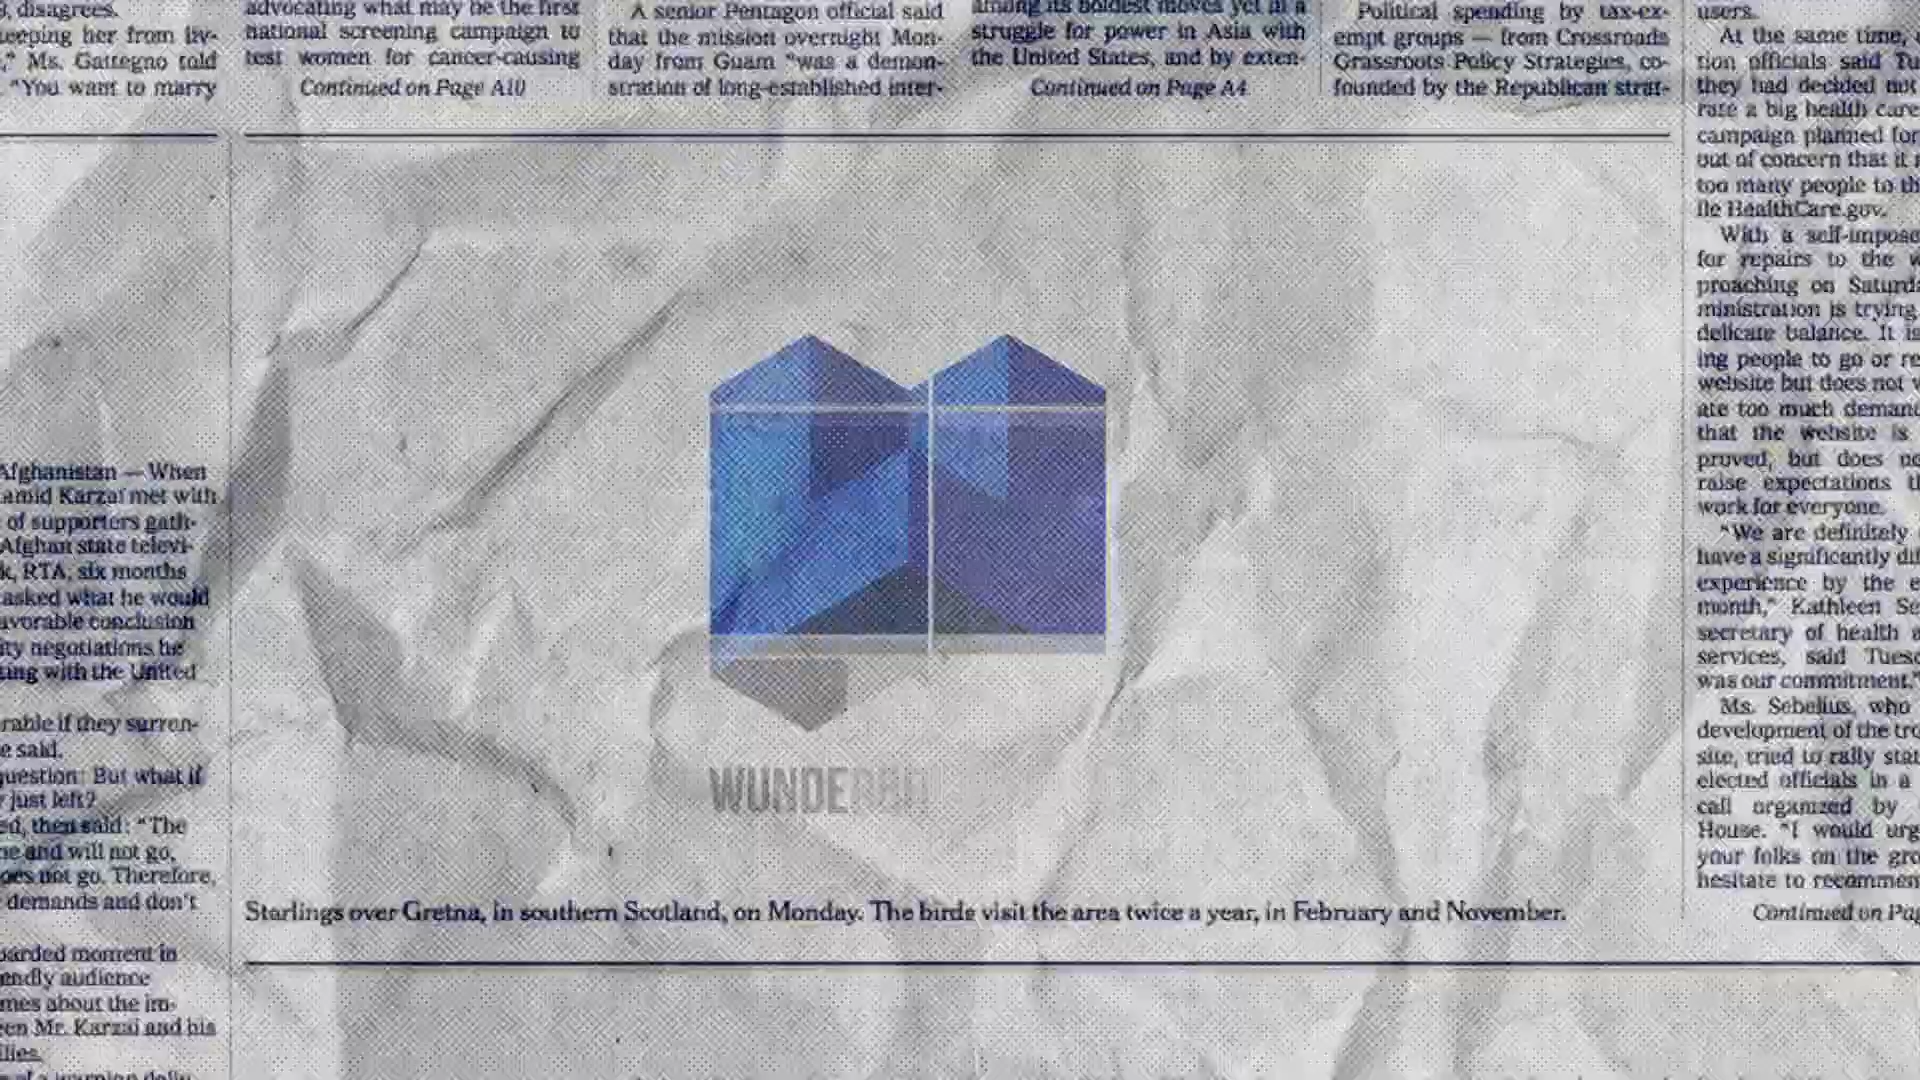 , disagrees.
keeping her from liv-
," Ms. Gattegno told
"You want to marry
advocating what may be the first
national screening campaign to
test women for cancer-causing
Continued on Page A10
A senior Pentagon official said
that the mission overnight Mon-
day from Guam "was a demon-
stration of long-established inter-
among its boldest moves yet in a
struggle for power in Asia with
the United States, and by exten-
Continued on Page A4
Political spending by tax-ex-
empt groups — from Crossroads
Grassroots Policy Strategies, co-
founded by the Republican strat-
users.
At the same time,
tion officials said Tu
they had decided not
rate a big health care
campaign planned for
out of concern that it
too many people to th
ile HealthCare.gov.
With a self-impose
for repairs to the w
proaching on Saturda
ministration is trying
delicate balance. It is
ing people to go or re
website but does not
ate too much demand
that the website is
proved, but does no
raise expectations th
work for everyone.
"We are definitely
have a significantly dif
experience by the e
month," Kathleen Se
secretary of health a
services, said Tuesd
was our commitment."
Ms. Sebelius, who
development of the tro
site, tried to rally stat
elected officials in a
call organized by
House. "I would urg
your folks on the gro
hesitate to recommen
Continued on Pag
Afghanistan — When
amid Karzai met with
of supporters gath-
Afghan state televi-
k, RTA, six months
asked what he would
avorable conclusion
ity negotiations he
ting with the United
rable if they surren-
e said.
question: But what if
just left?
ed, then said: "The
ne and will not go,
oes not go. Therefore,
demands and don't
uarded moment in
endly audience
mes about the im-
een Mr. Karzai and his
llies.
WUNDE
Starlings over Gretna, in southern Scotland, on Monday. The birds visit the area twice a year, in February and November.